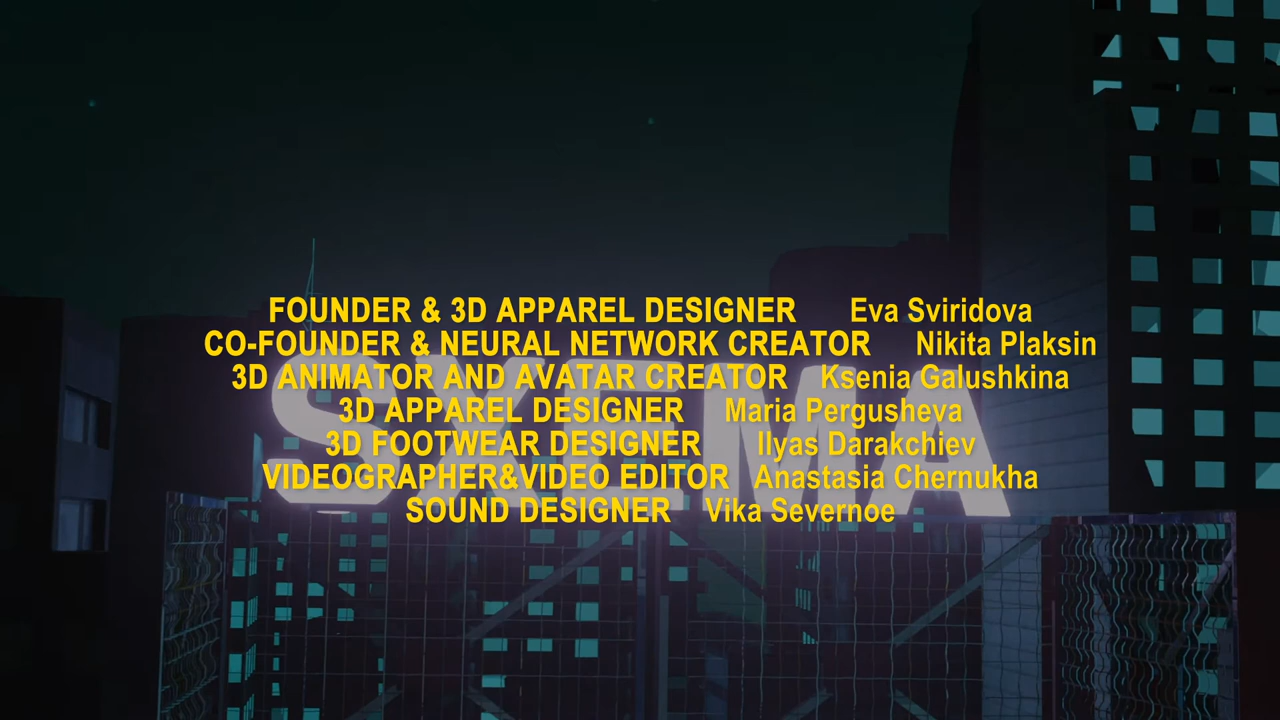 FOUNDER & 3D APPAREL DESIGNER Eva Sviridova
CO-FOUNDER & NEURAL NETWORK CREATOR Nikita Plaksin
3D ANIMATOR AND AVATAR CREATOR Ksenia Galushkina
3D APPAREL DESIGNER Maria Pergusheva
3D FOOTWEAR DESIGNER Ilyas Darakchiev
VIDEOGRAPHER&VIDEO EDITOR Anastasia Chernukha
SOUND DESIGNER Vika Severnoe
SXEMA